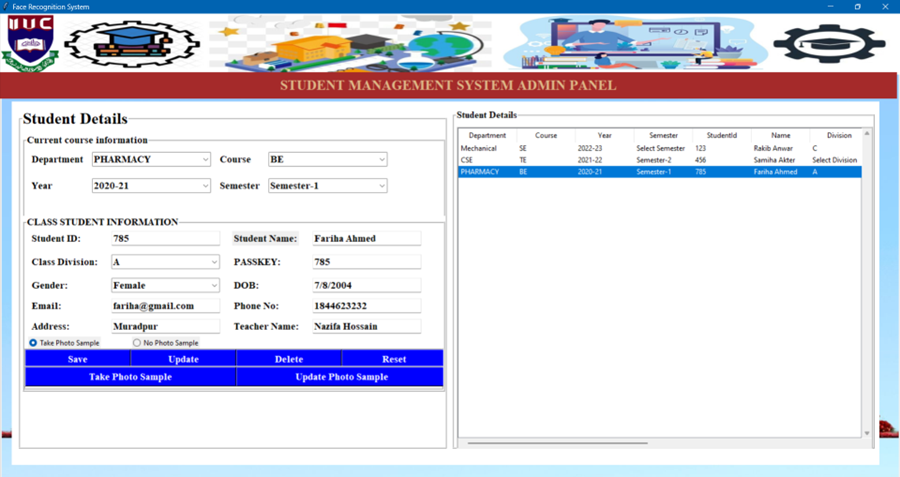 Face Recognition System
IIUC
STUDENT MANAGEMENT SYSTEM ADMIN PANEL
Student Details
Current course information
Department PHARMACY Course BE
Year 2020-21 Semester Semester-1
CLASS STUDENT INFORMATION
Student ID: 785 Student Name: Fariha Ahmed
Class Division: A PASSKEY: 785
Gender: Female DOB: 7/8/2004
Email: fariha@gmail.com Phone No: 1844623232
Address: Muradpur Teacher Name: Nazifa Hossain
Take Photo Sample No Photo Sample
Save Update Delete Reset
Take Photo Sample Update Photo Sample
Student Details
Department Course Year Semester StudentId Name Division
Mechanical SE 2022-23 Select Semester 123 Rakib Anwar C
CSE TE 2021-22 Semester-2 456 Samiha Akter Select Division
PHARMACY BE 2020-21 Semester-1 785 Fariha Ahmed A